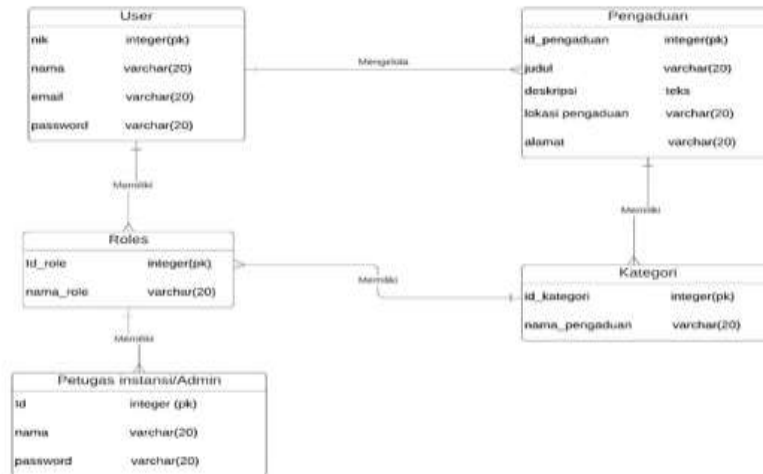 User
nik integer(pk)
nama varchar(20)
email varchar(20)
password varchar(20)
Mengelola
Pengaduan
id_pengaduan integer(pk)
judul varchar(20)
deskripsi teks
lokasi pengaduan varchar(20)
alamat varchar(20)
Memiliki
Memiliki
Roles
Id_role integer(pk)
nama_role varchar(20)
Memiliki
Kategori
id_kategori integer(pk)
nama_pengaduan varchar(20)
Memiliki
Petugas instansi/Admin
Id integer (pk)
nama varchar(20)
password varchar(20)